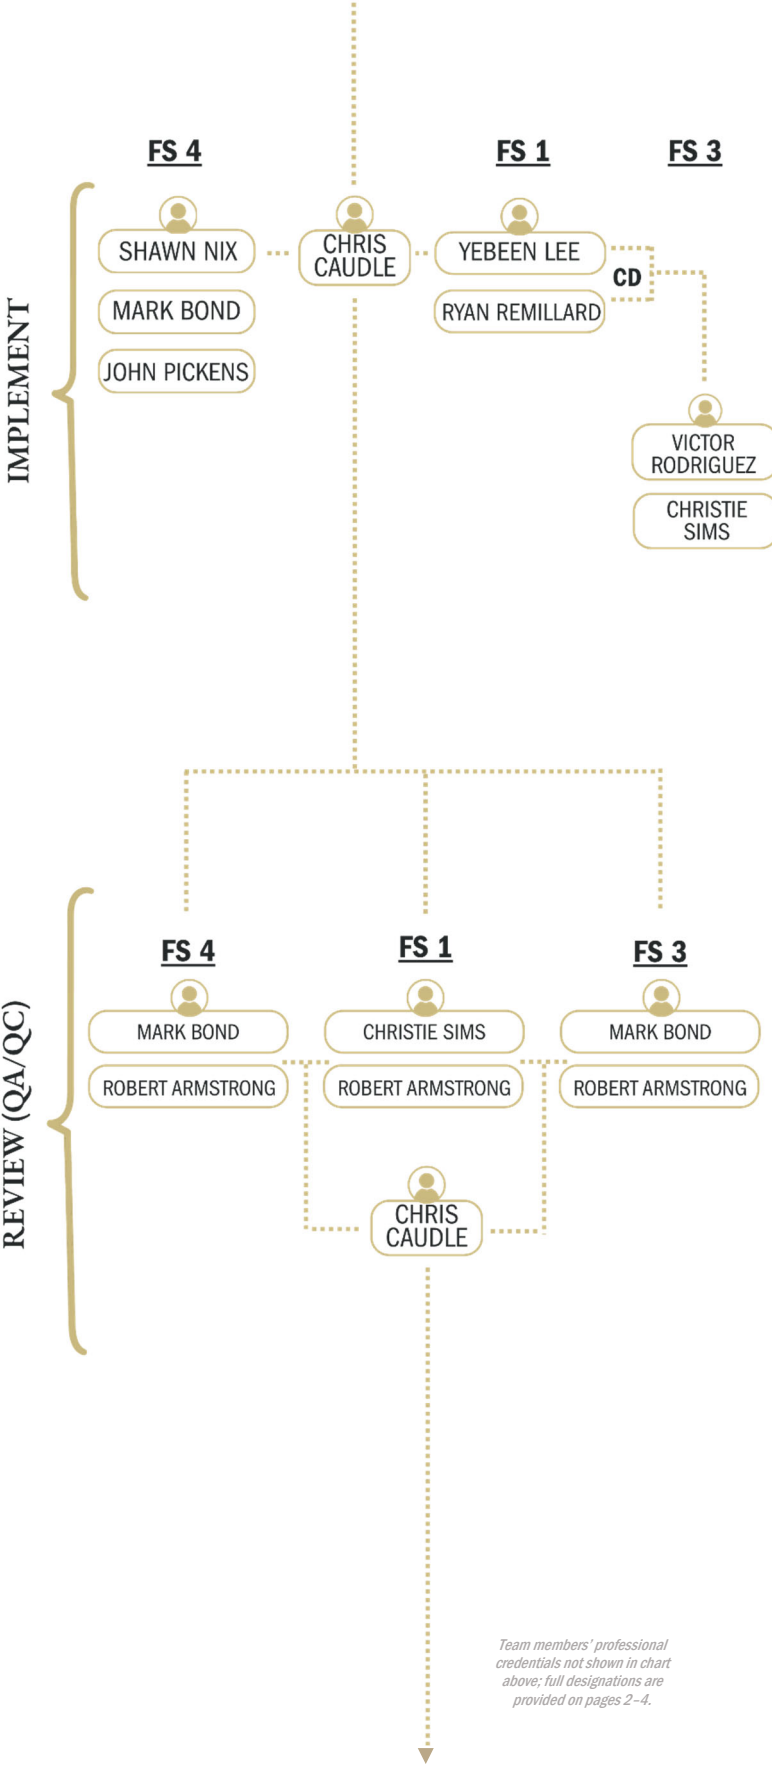 FS 4
FS 1
FS 3
IMPLEMENT
SHAWN NIX
MARK BOND
JOHN PICKENS
CHRIS
CAUDLE
YEBEEN LEE
RYAN REMILLARD
CD
VICTOR
RODRIGUEZ
CHRISTIE
SIMS
REVIEW (QA/QC)
FS 4
MARK BOND
ROBERT ARMSTRONG
FS 1
CHRISTIE SIMS
ROBERT ARMSTRONG
FS 3
MARK BOND
ROBERT ARMSTRONG
CHRIS
CAUDLE
Team members' professional
credentials not shown in chart
above; full designations are
provided on pages 2–4.